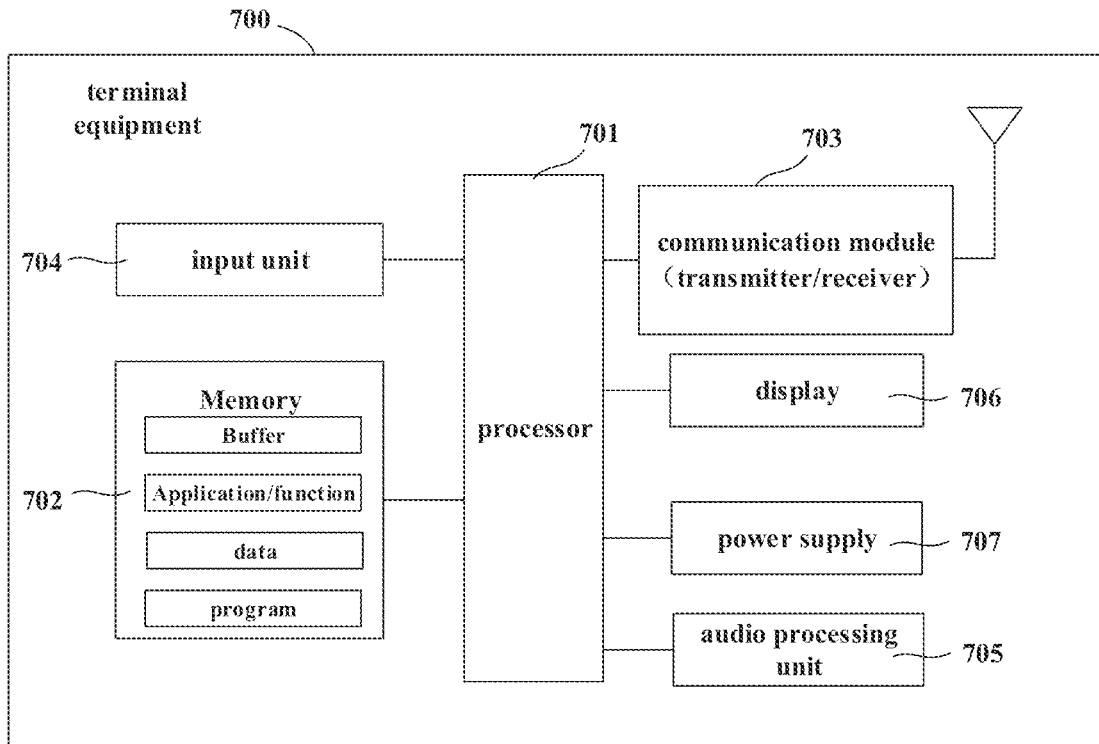 700
terminal
equipment
701
703
704
input unit
communication module
（transmitter/receiver）
Memory
Buffer
702
Application/function
data
program
processor
display
706
power supply
707
audio processing
unit
705